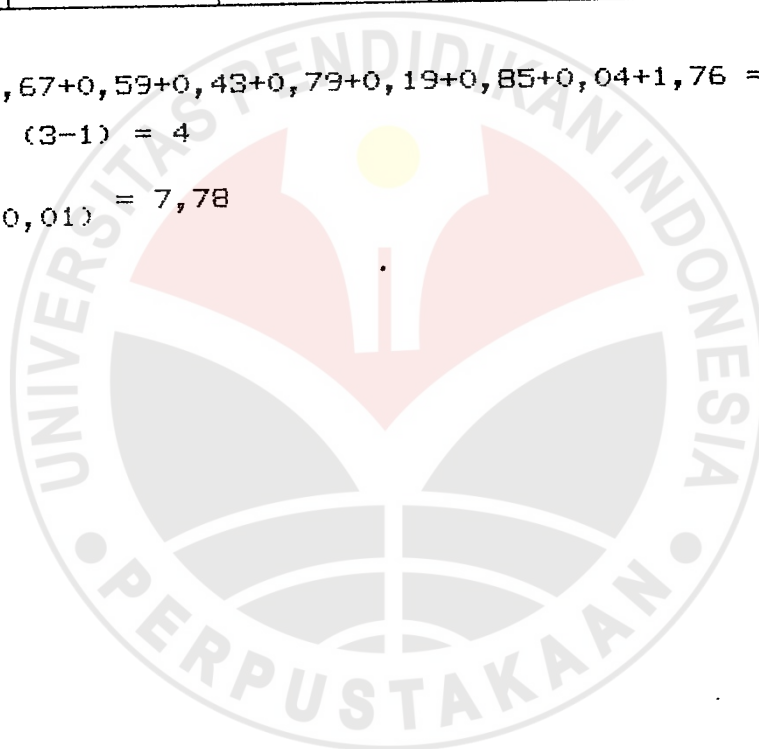 ,67+0,59+0,43+0,79+0,19+0,85+0,04+1,76 =
(3-1) = 4
0,01) = 7,78
UNIVERSITAS PENDIDIKAN INDONESIA
PERPUSTAKAAN